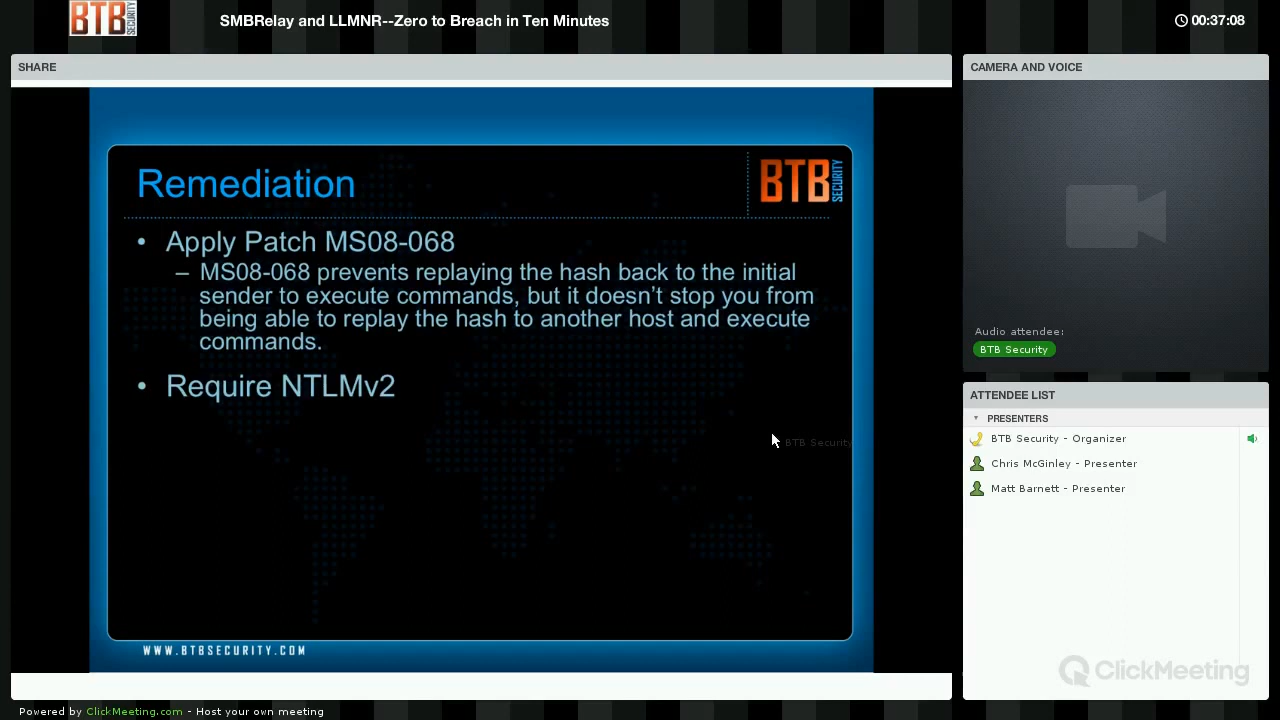 BTB SECURITY
SMBRelay and LLMNR--Zero to Breach in Ten Minutes
00:37:08
SHARE
Remediation
BTB SECURITY
• Apply Patch MS08-068
– MS08-068 prevents replaying the hash back to the initial
sender to execute commands, but it doesn't stop you from
being able to replay the hash to another host and execute
commands.
• Require NTLMv2
BTB Security
WWW.BTBSECURITY.COM
CAMERA AND VOICE
Audio attendee:
BTB Security
ATTENDEE LIST
PRESENTERS
BTB Security - Organizer
Chris McGinley - Presenter
Matt Barnett - Presenter
ClickMeeting
Powered by ClickMeeting.com - Host your own meeting